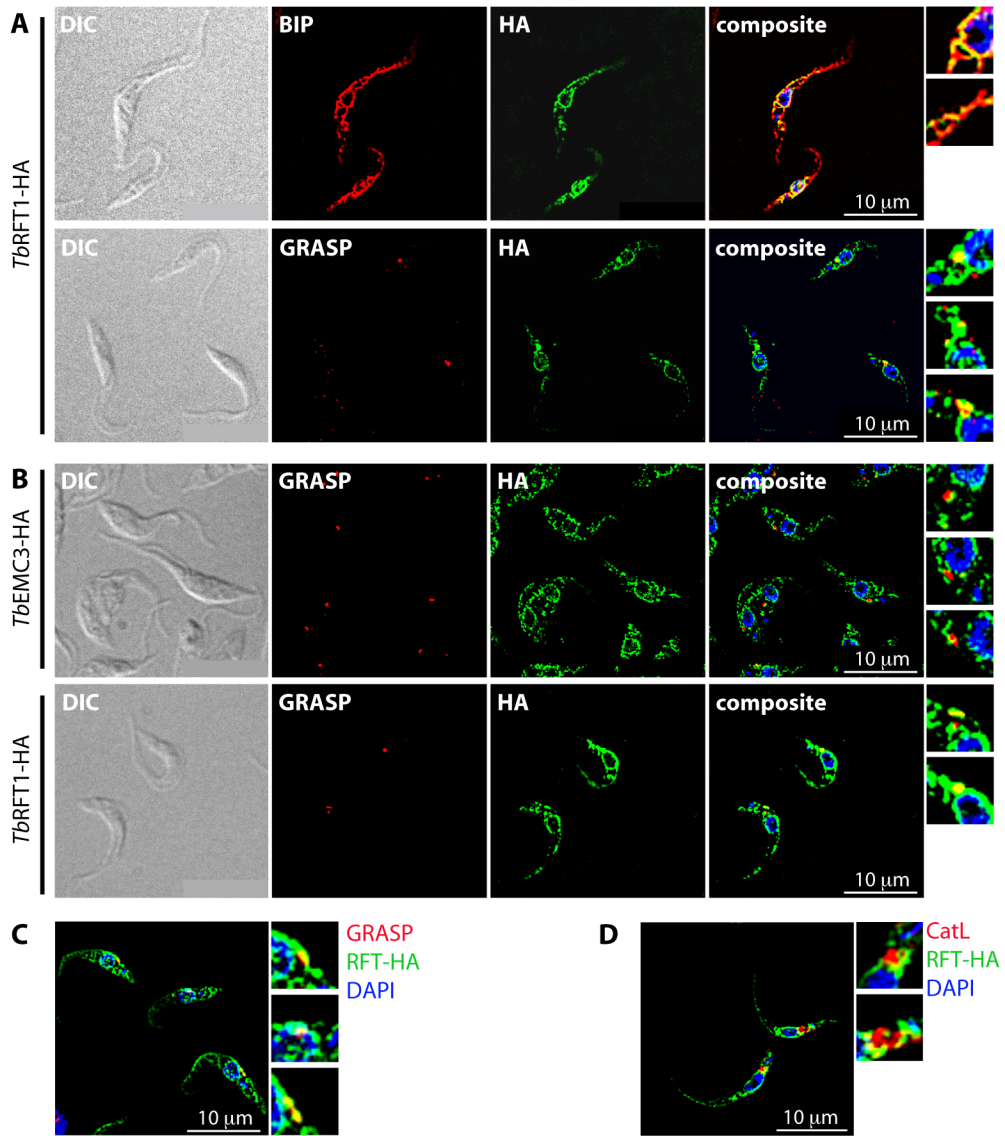 A
TbRFT1-HA
DIC BIP HA composite
10 μm
DIC GRASP HA composite
10 μm
B
TbEMC3-HA
DIC GRASP HA composite
10 μm
TbRFT1-HA
DIC GRASP HA composite
10 μm
C
GRASP
RFT-HA
DAPI
10 μm
D
CatL
RFT-HA
DAPI
10 μm